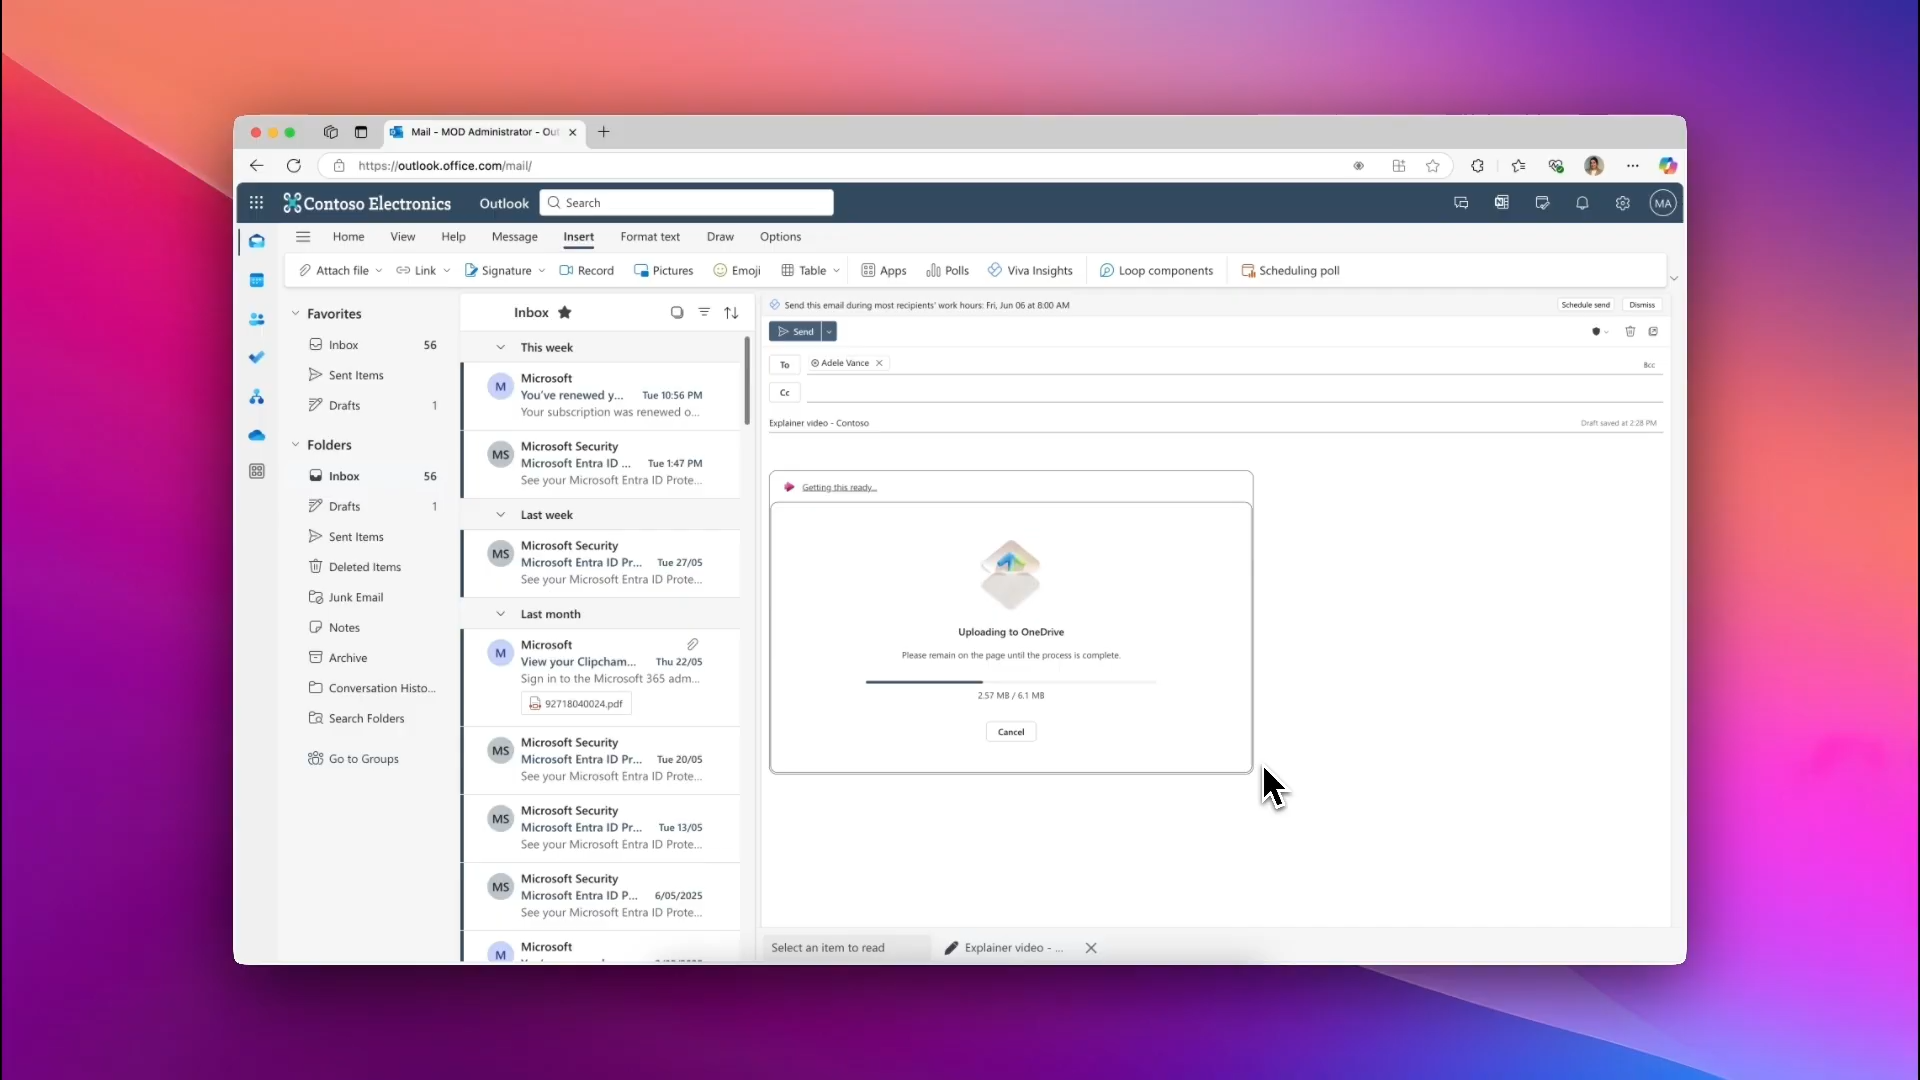 Mail - MOD Administrator - Out
https://outlook.office.com/mail/
Contoso Electronics
Outlook
Search
MA
Home
View
Help
Message
Insert
Format text
Draw
Options
Attach file
Link
Signature
Record
Pictures
Emoji
Table
Apps
Polls
Viva Insights
Loop components
Scheduling poll
Favorites
Inbox 56
Sent Items
Drafts 1
Folders
Inbox 56
Drafts 1
Sent Items
Deleted Items
Junk Email
Notes
Archive
Conversation Histo...
Search Folders
Go to Groups
Inbox
This week
M
Microsoft
You've renewed y... Tue 10:56 PM
Your subscription was renewed o...
MS
Microsoft Security
Microsoft Entra ID ... Tue 1:47 PM
See your Microsoft Entra ID Prote...
Last week
MS
Microsoft Security
Microsoft Entra ID Pr... Tue 27/05
See your Microsoft Entra ID Prote...
Last month
M
Microsoft
View your Clipcham... Thu 22/05
Sign in to the Microsoft 365 adm...
92718040024.pdf
MS
Microsoft Security
Microsoft Entra ID Pr... Tue 20/05
See your Microsoft Entra ID Prote...
MS
Microsoft Security
Microsoft Entra ID Pr... Tue 13/05
See your Microsoft Entra ID Prote...
MS
Microsoft Security
Microsoft Entra ID P... 6/05/2025
See your Microsoft Entra ID Prote...
M
Microsoft
Send this email during most recipients' work hours: Fri, Jun 06 at 8:00 AM
Schedule send
Dismiss
Send
To
Adele Vance
Bcc
Cc
Explainer video - Contoso
Draft saved at 2:28 PM
Getting this ready...
Uploading to OneDrive
Please remain on the page until the process is complete.
2.57 MB / 6.1 MB
Cancel
Select an item to read
Explainer video - ...